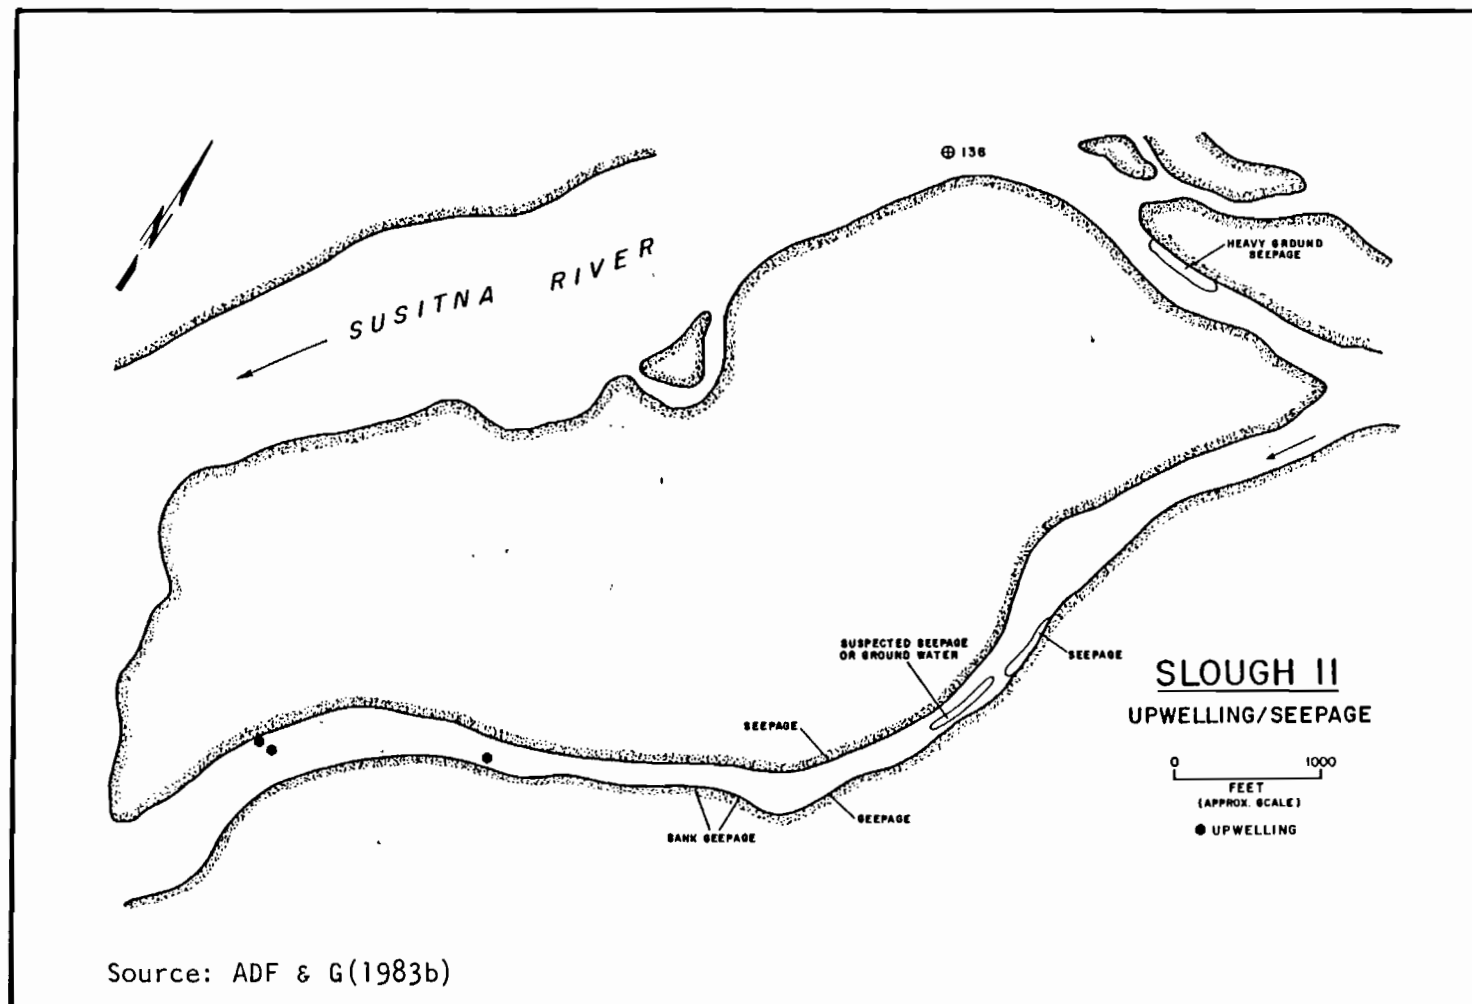 ⊕ 136
HEAVY GROUND
SEEPAGE
SUSITNA RIVER
SUSPECTED SEEPAGE
OR GROUND WATER
SEEPAGE
SLOUGH 11
UPWELLING/SEEPAGE
SEEPAGE
0 1000
FEET
(APPROX. SCALE)
SEEPAGE
BANK SEEPAGE
● UPWELLING
Source: ADF & G(1983b)